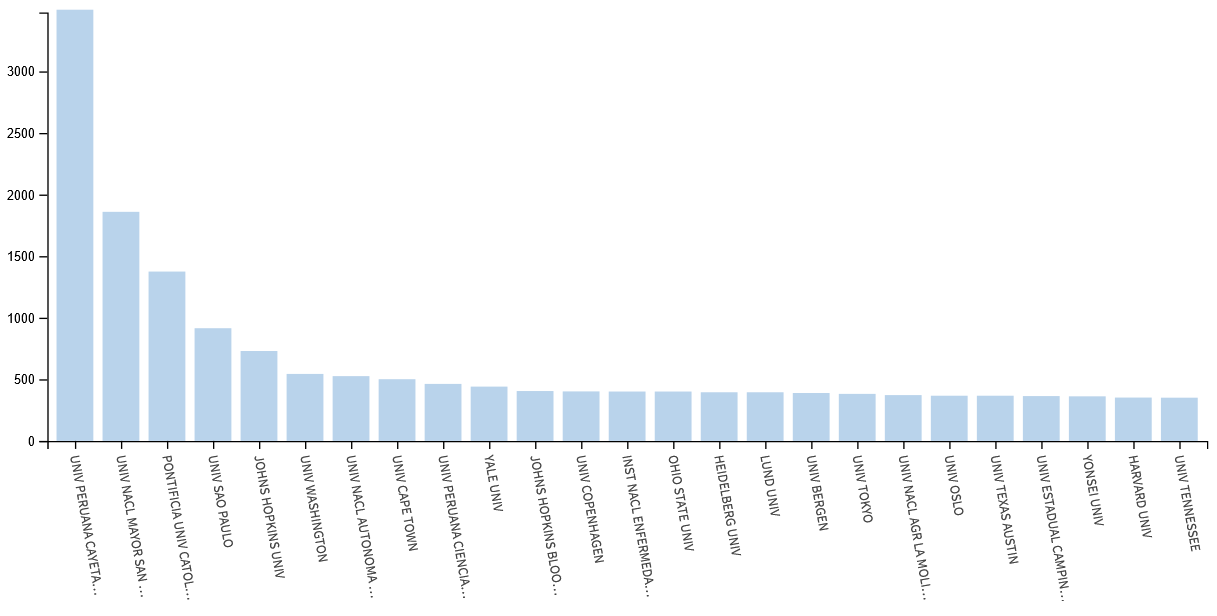 3000
2500
2000
1500
1000
500
0
UNIV PERUANA CAYETA...
UNIV NACL MAYOR SAN ...
PONTIFICIA UNIV CATOL...
UNIV SAO PAULO
JOHNS HOPKINS UNIV
UNIV WASHINGTON
UNIV NACL AUTONOMA ...
UNIV CAPE TOWN
UNIV PERUANA CIENCIA...
YALE UNIV
JOHNS HOPKINS BLOO...
UNIV COPENHAGEN
INST NACL ENFERMEDA...
OHIO STATE UNIV
HEIDELBERG UNIV
LUND UNIV
UNIV BERGEN
UNIV TOKYO
UNIV NACL AGR LA MOLI...
UNIV OSLO
UNIV TEXAS AUSTIN
UNIV ESTADUAL CAMPIN...
YONSEI UNIV
HARVARD UNIV
UNIV TENNESSEE